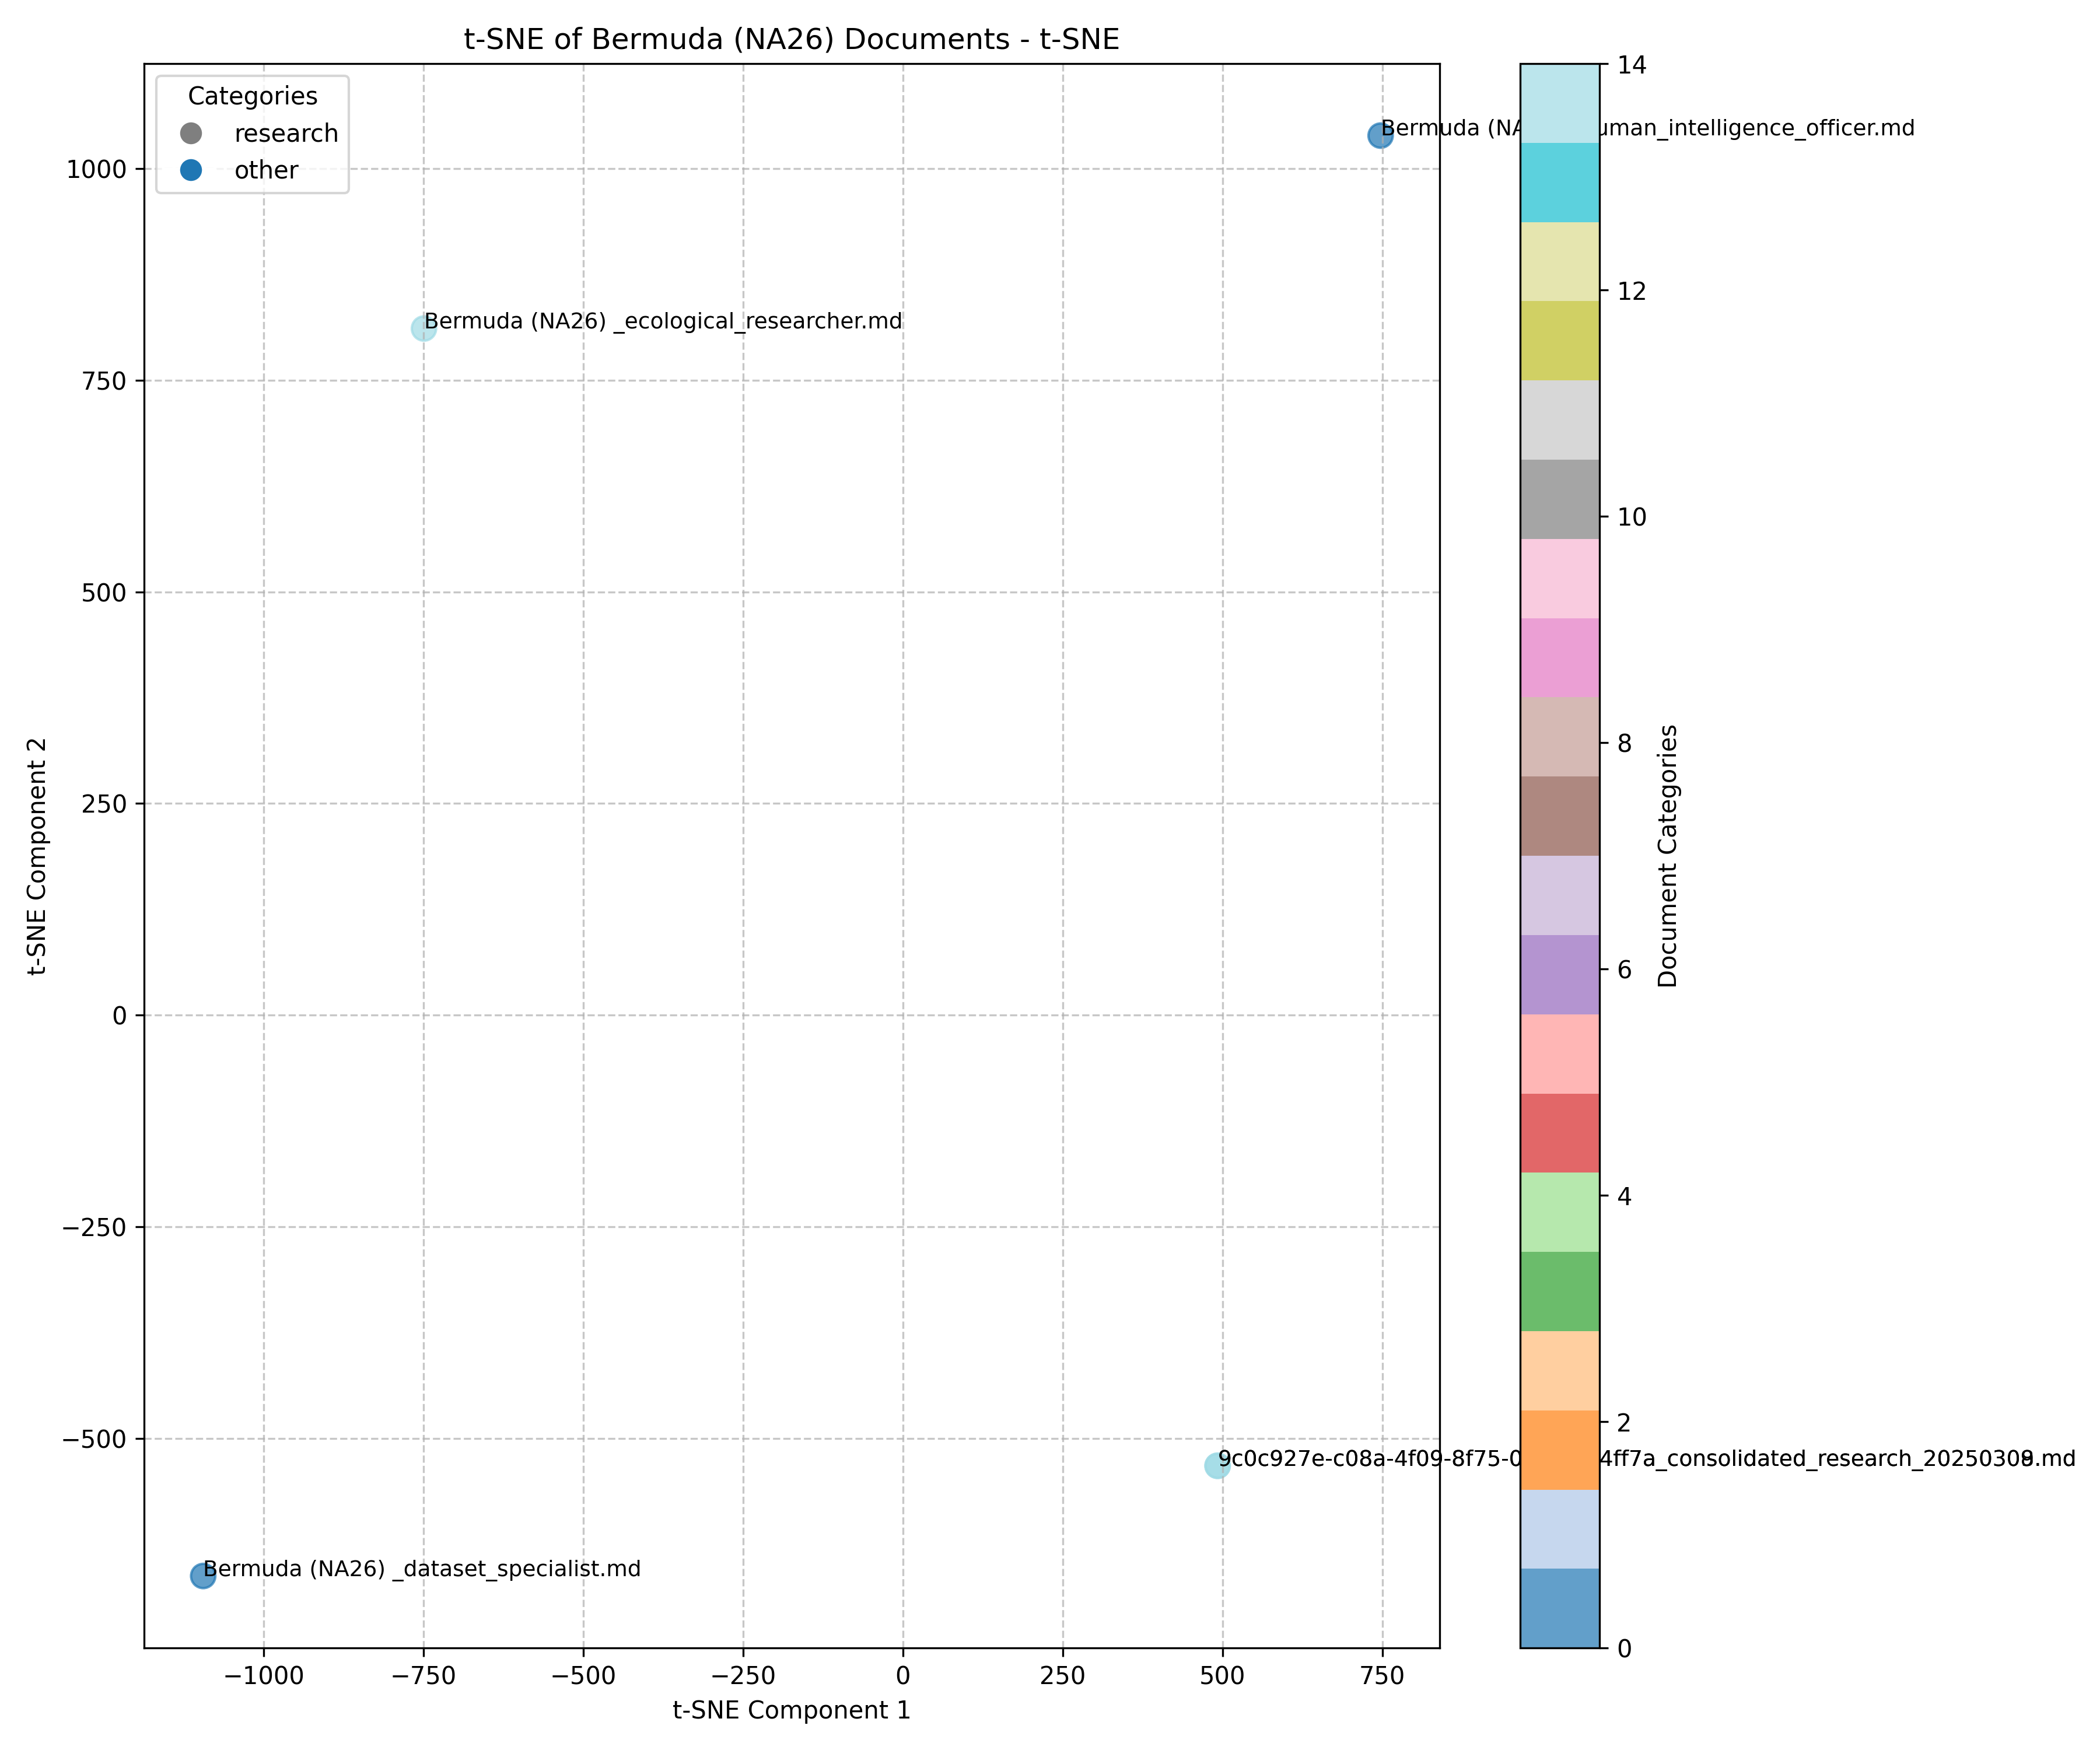 t-SNE of Bermuda (NA26) Documents - t-SNE
Categories
research
other
Bermuda (NA uman_intelligence_officer.md
Bermuda (NA26) _ecological_researcher.md
9c0c927e-c08a-4f09-8f75-0 4ff7a_consolidated_research_2025030 .md
Bermuda (NA26) _dataset_specialist.md
1000
750
500
250
0
−250
−500
t-SNE Component 2
−1000
−750
−500
−250
0
250
500
750
t-SNE Component 1
14
12
10
8
6
4
2
0
Document Categories